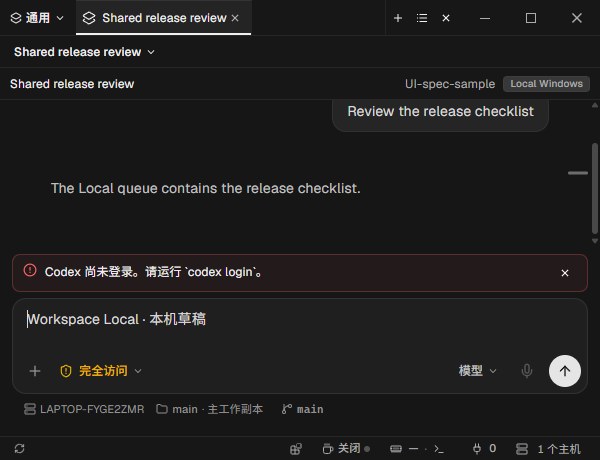 通用 Shared release review
Shared release review
Shared release review UI-spec-sample Local Windows
Review the release checklist
The Local queue contains the release checklist.
Codex 尚未登录。请运行 `codex login`。
Workspace Local · 本机草稿
完全访问 模型
LAPTOP-FYGE2ZMR main · 主工作副本 main
关闭 — · 0 1 个主机